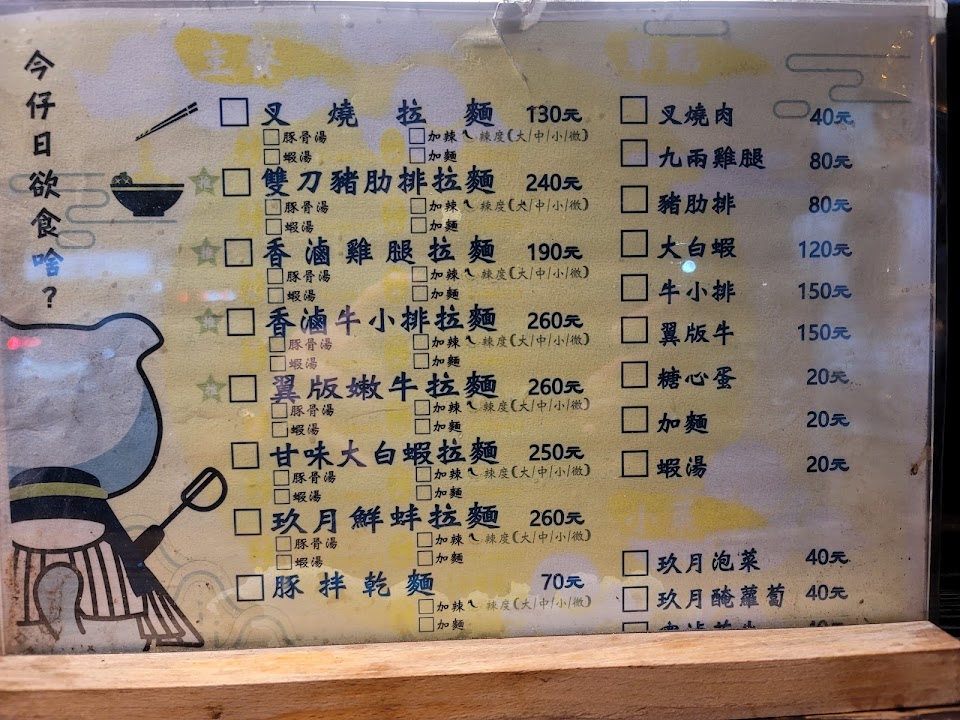 今仔日欲食啥？
主餐
叉燒拉麵 130元
豚骨湯 加辣 辣度(大/中/小/微)
蝦湯 加麵
雙刀豬肋排拉麵 240元
豚骨湯 加辣 辣度(大/中/小/微)
蝦湯 加麵
香滷雞腿拉麵 190元
豚骨湯 加辣 辣度(大/中/小/微)
蝦湯 加麵
香滷牛小排拉麵 260元
豚骨湯 加辣 辣度(大/中/小/微)
蝦湯 加麵
翼版嫩牛拉麵 260元
豚骨湯 加辣 辣度(大/中/小/微)
蝦湯 加麵
甘味大白蝦拉麵 250元
豚骨湯 加辣 辣度(大/中/小/微)
蝦湯 加麵
玖月鮮蚌拉麵 260元
豚骨湯 加辣 辣度(大/中/小/微)
蝦湯 加麵
豚拌乾麵 70元
加辣 辣度(大/中/小/微)
加麵
單點
叉燒肉 40元
九兩雞腿 80元
豬肋排 80元
大白蝦 120元
牛小排 150元
翼版牛 150元
糖心蛋 20元
加麵 20元
蝦湯 20元
小菜
玖月泡菜 40元
玖月醃蘿蔔 40元